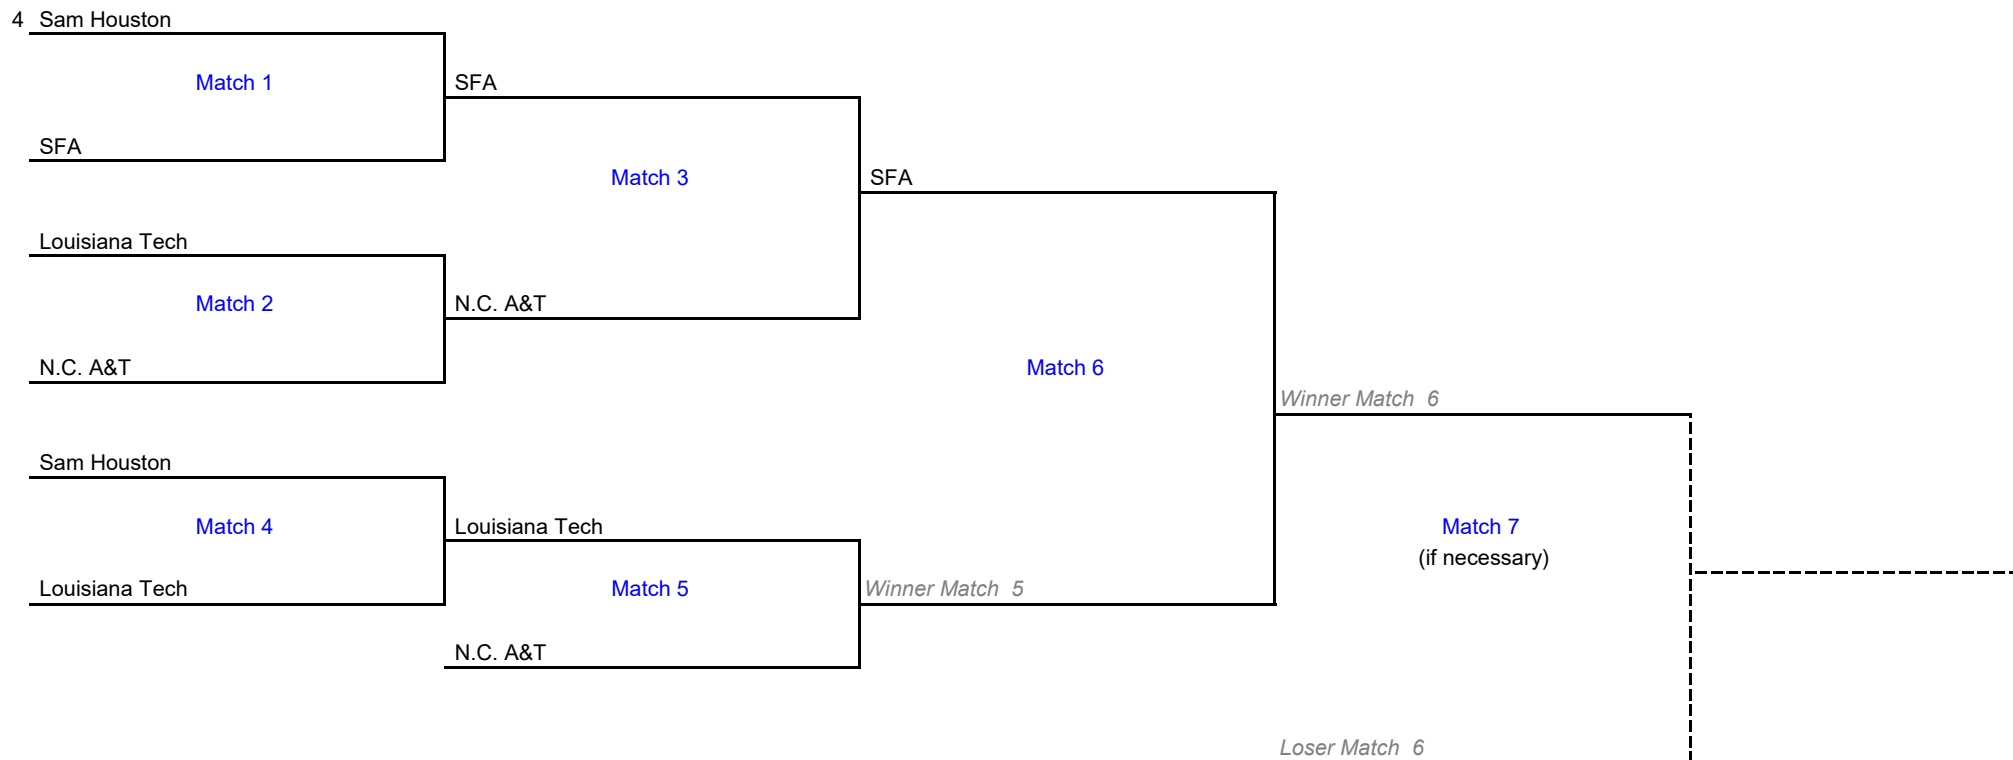 4 Sam Houston
Match 1
SFA
SFA
Match 3
SFA
Louisiana Tech
Match 2
N.C. A&T
N.C. A&T
Match 6
Winner Match 6
Sam Houston
Match 4
Louisiana Tech
Match 7
(if necessary)
Louisiana Tech
Match 5
Winner Match 5
N.C. A&T
Loser Match 6